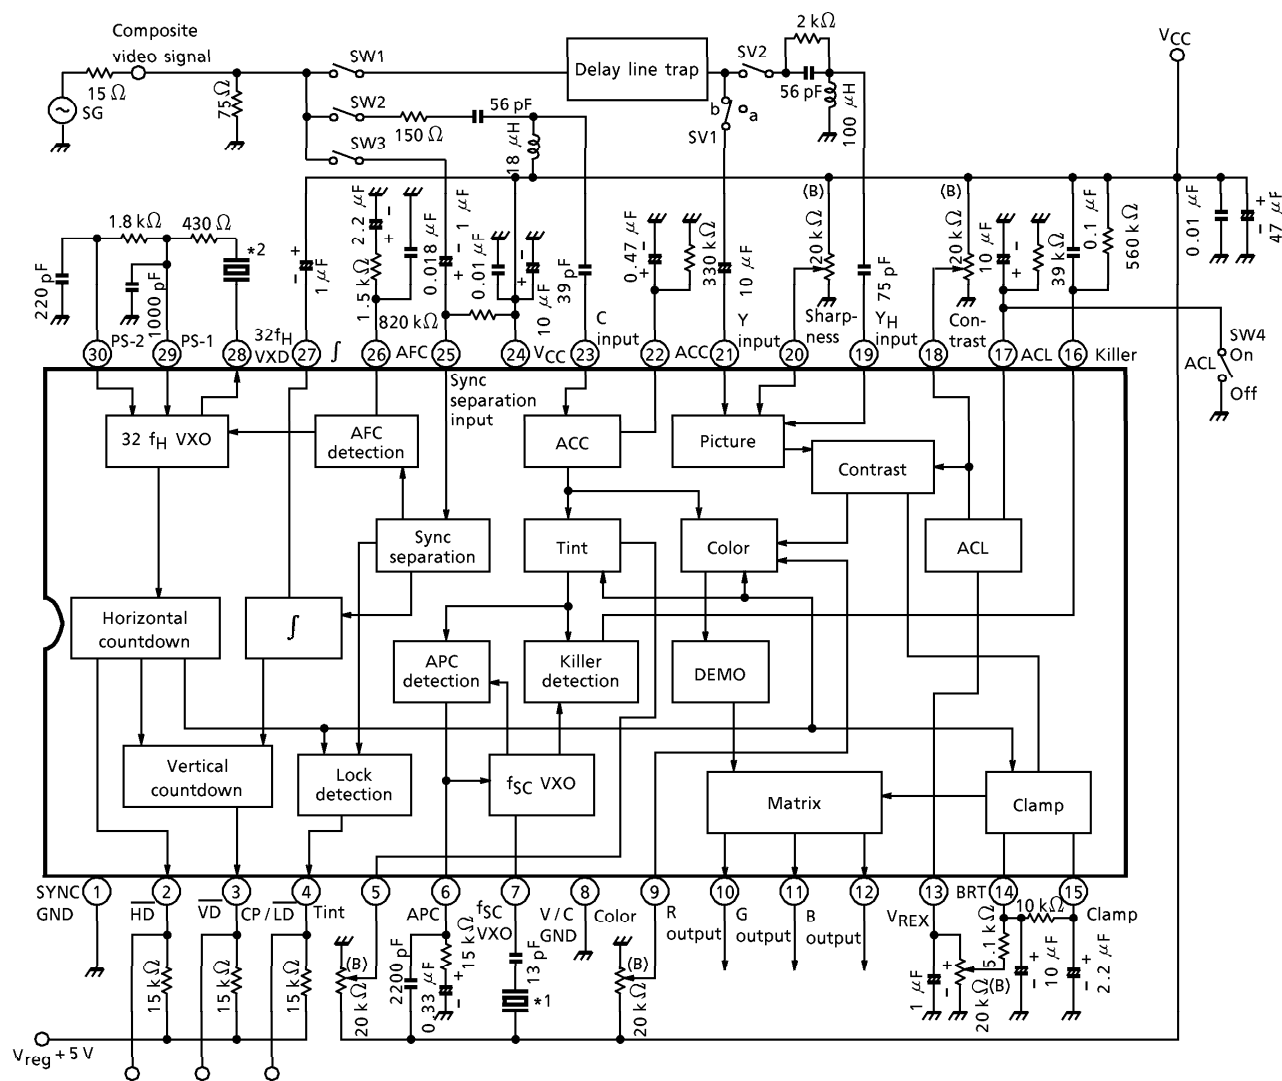 Composite
video signal
15 Ω
SG
75Ω
SW1
SW2
150 Ω
56 pF
SW3
18 μH
Delay line trap
SV2
2 kΩ
56 pF
100 μH
b
a
SV1
VCC
1.8 kΩ
430Ω
*2
220 pF
1000 pF
1 μF
2.2 μF
1.5 kΩ
0.018 μF
1 μF
820 kΩ
0.01 μF
10 μF
39 pF
0.47 μF
330 kΩ
10 μF
(B)
20 kΩ
75 pF
(B)
20 kΩ
10 μF
39 kΩ
0.1 μF
560 kΩ
0.01 μF
47 μF
SW4
On
ACL
Off
30
PS-2
29
PS-1
28
32fH
VXD
27
∫
26
AFC
25
24
VCC
23
C
input
22
ACC
21
Y
input
20
Sharp-
ness
19
YH
input
18
Con-
trast
17
ACL
16
Killer
Sync
separation
input
32 fH VXO
AFC
detection
ACC
Picture
Contrast
Sync
separation
Tint
Color
ACL
Horizontal
countdown
∫
APC
detection
Killer
detection
DEMO
Vertical
countdown
Lock
detection
fSC VXO
Matrix
Clamp
SYNC
GND
1
2
HD
3
VD
4
CP / LD
Tint
5
6
APC
7
fSC
VXO
8
V / C
GND
9
Color
10
R
output
11
G
output
12
B
output
13
VREX
14
BRT
15
Clamp
15 kΩ
15 kΩ
15 kΩ
(B)
20 kΩ
2200 pF
0.33 μF
15 kΩ
13 pF
*1
(B)
20 kΩ
1 μF
20 kΩ
(B)
5.1 kΩ
10 kΩ
10 μF
2.2 μF
Vreg +5 V